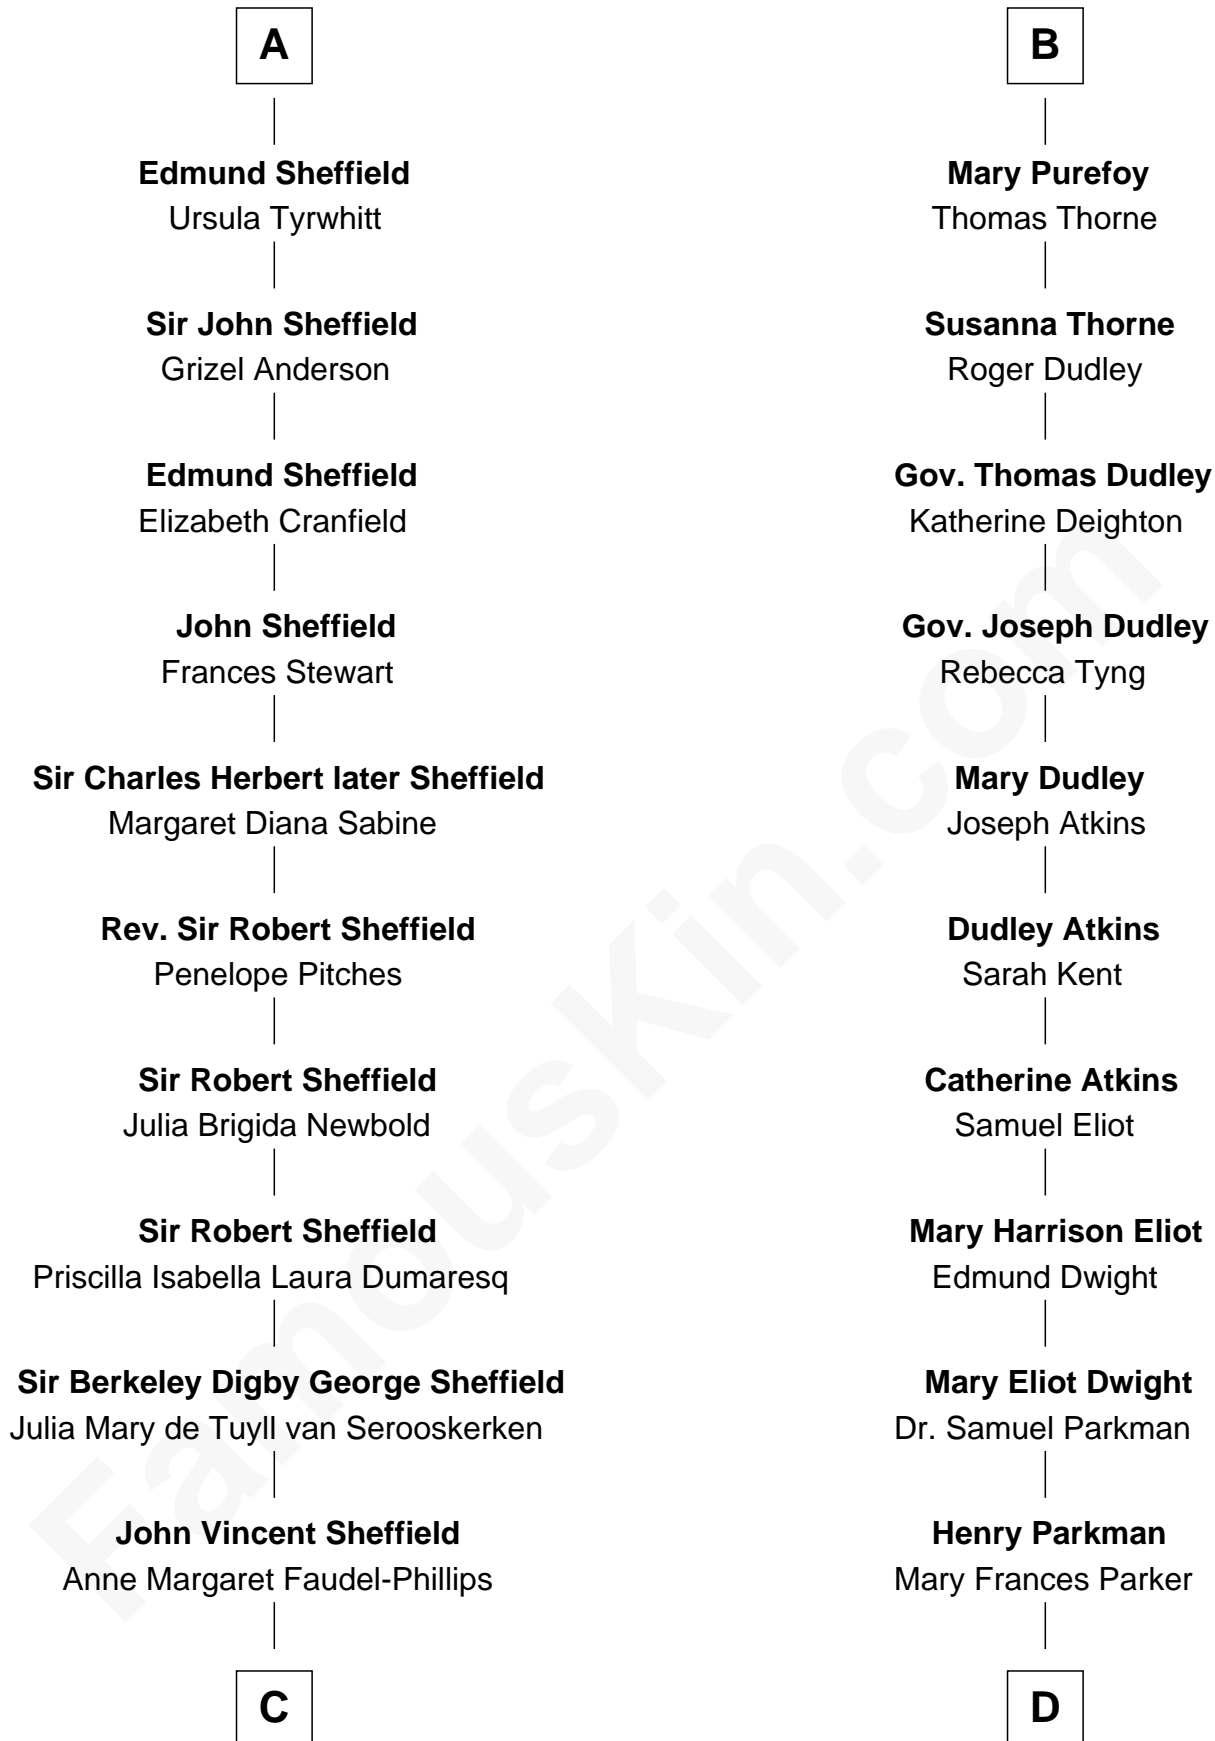 A
Edmund Sheffield
Ursula Tyrwhitt
Sir John Sheffield
Grizel Anderson
Edmund Sheffield
Elizabeth Cranfield
John Sheffield
Frances Stewart
Sir Charles Herbert later Sheffield
Margaret Diana Sabine
Rev. Sir Robert Sheffield
Penelope Pitches
Sir Robert Sheffield
Julia Brigida Newbold
Sir Robert Sheffield
Priscilla Isabella Laura Dumaresq
Sir Berkeley Digby George Sheffield
Julia Mary de Tuyll van Serooskerken
John Vincent Sheffield
Anne Margaret Faudel-Phillips
C
B
Mary Purefoy
Thomas Thorne
Susanna Thorne
Roger Dudley
Gov. Thomas Dudley
Katherine Deighton
Gov. Joseph Dudley
Rebecca Tyng
Mary Dudley
Joseph Atkins
Dudley Atkins
Sarah Kent
Catherine Atkins
Samuel Eliot
Mary Harrison Eliot
Edmund Dwight
Mary Eliot Dwight
Dr. Samuel Parkman
Henry Parkman
Mary Frances Parker
D
FamousKin.com